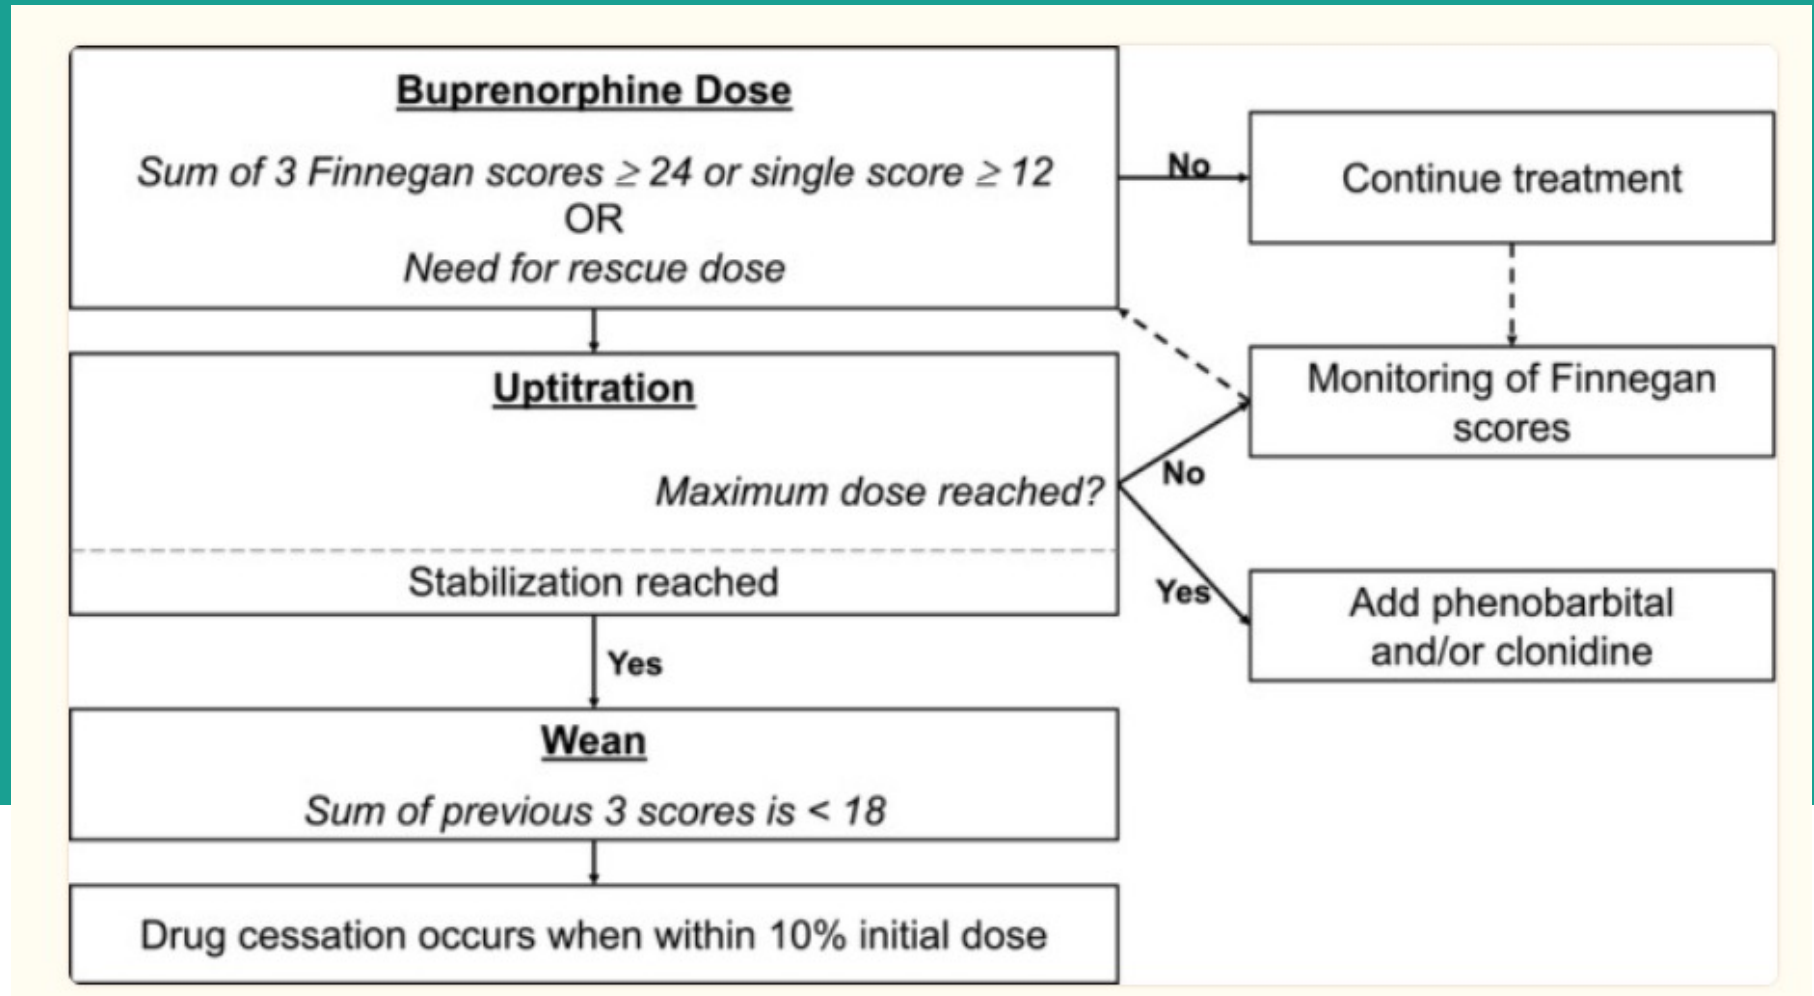 Buprenorphine Dose
Sum of 3 Finnegan scores ≥ 24 or single score ≥ 12
OR
Need for rescue dose
No
Continue treatment
Uptitration
Maximum dose reached?
Stabilization reached
No
Monitoring of Finnegan
scores
Yes
Add phenobarbital
and/or clonidine
Yes
Wean
Sum of previous 3 scores is < 18
Drug cessation occurs when within 10% initial dose